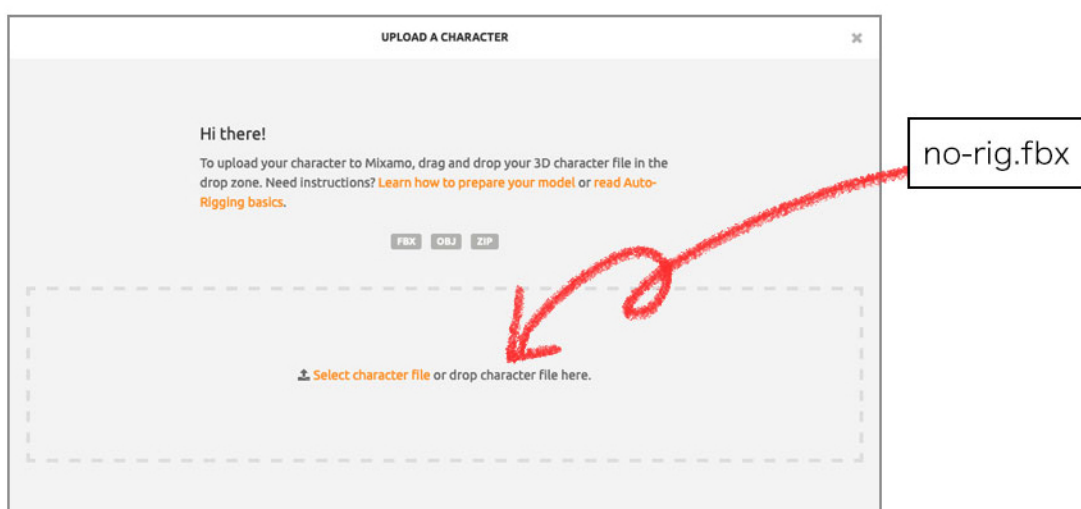 UPLOAD A CHARACTER
Hi there!
To upload your character to Mixamo, drag and drop your 3D character file in the
drop zone. Need instructions? Learn how to prepare your model or read Auto-
Rigging basics.
FBX OBJ ZIP
Select character file or drop character file here.
no-rig.fbx